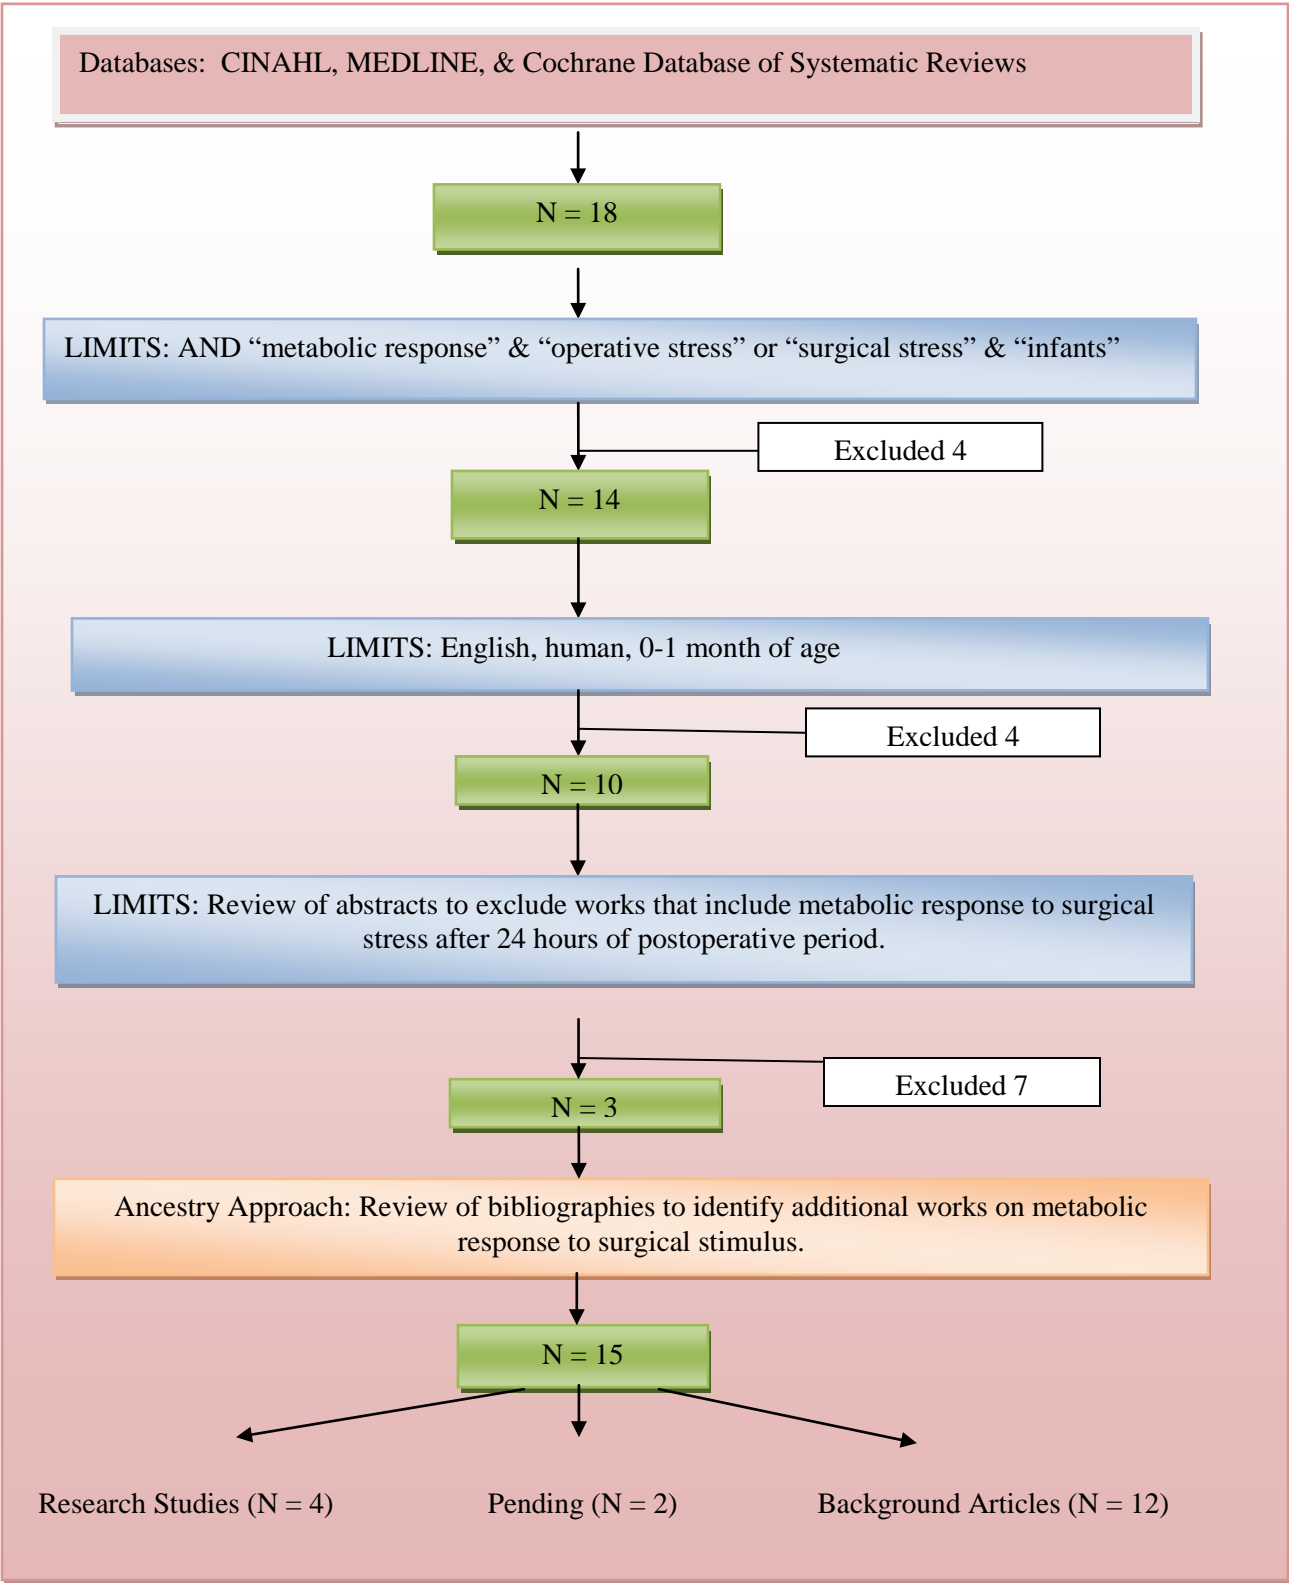 Databases: CINAHL, MEDLINE, & Cochrane Database of Systematic Reviews
N = 18
LIMITS: AND “metabolic response” & “operative stress” or “surgical stress” & “infants”
Excluded 4
N = 14
LIMITS: English, human, 0-1 month of age
Excluded 4
N = 10
LIMITS: Review of abstracts to exclude works that include metabolic response to surgical
stress after 24 hours of postoperative period.
Excluded 7
N = 3
Ancestry Approach: Review of bibliographies to identify additional works on metabolic
response to surgical stimulus.
N = 15
Research Studies (N = 4)
Pending (N = 2)
Background Articles (N = 12)